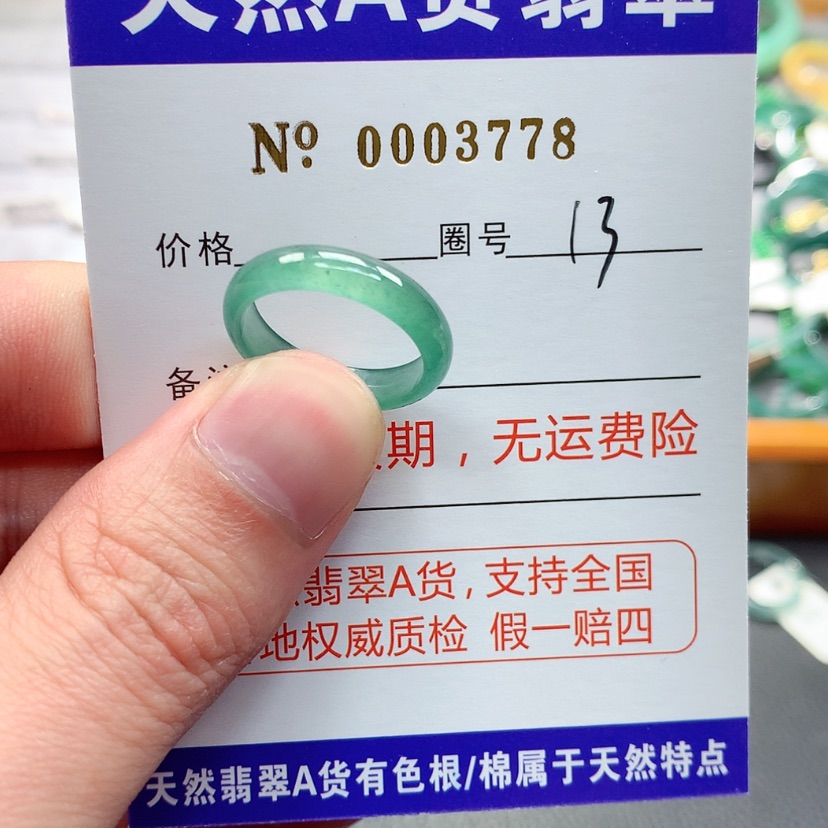 天然A货翡翠
Nº 0003778
价格 圈号 13
备注
期，无运费险
翡翠A货，支持全国
地权威质检 假一赔四
天然翡翠A货有色根/棉属于天然特点